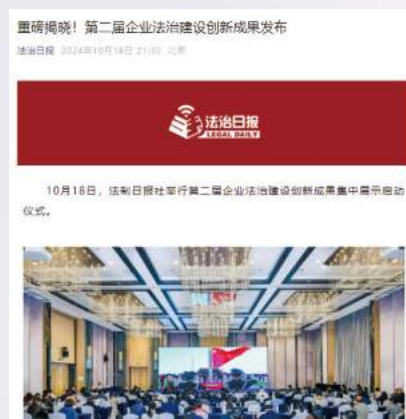 重磅揭晓！第二届企业法治建设创新成果发布
法治日报 2024年10月18日 21:30 北京
法治日报
LEGAL DAILY
10月18日，法制日报社举行第二届企业法治建设创新成果集中展示启动
仪式。